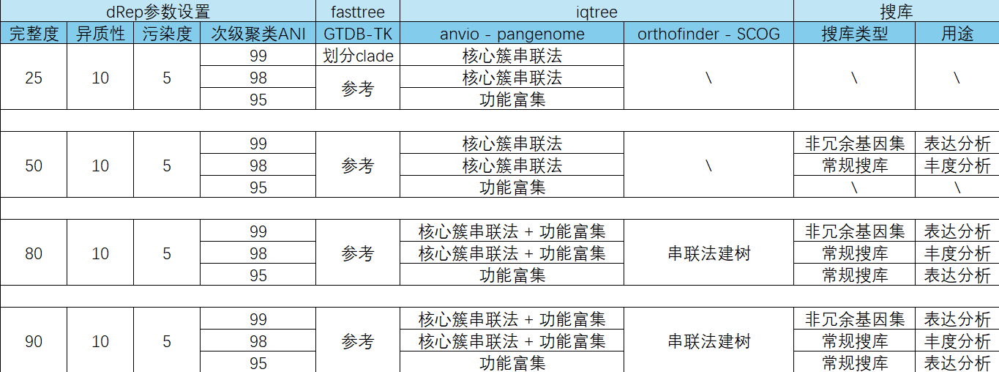 dRep参数设置 fasttree iqtree 搜库
完整度 异质性 污染度 次级聚类ANI GTDB-TK anvio - pangenome orthofinder - SCOG 搜库类型 用途
25 10 5 99 划分clade 核心簇串联法 \ \ \
98 参考 核心簇串联法
95 功能富集
50 10 5 99 参考 核心簇串联法 \ 非冗余基因集 表达分析
98 核心簇串联法 常规搜库 丰度分析
95 功能富集 \ \
80 10 5 99 参考 核心簇串联法 + 功能富集 串联法建树 非冗余基因集 表达分析
98 核心簇串联法 + 功能富集 常规搜库 丰度分析
95 功能富集 常规搜库 表达分析
90 10 5 99 参考 核心簇串联法 + 功能富集 串联法建树 非冗余基因集 表达分析
98 核心簇串联法 + 功能富集 常规搜库 丰度分析
95 功能富集 常规搜库 表达分析